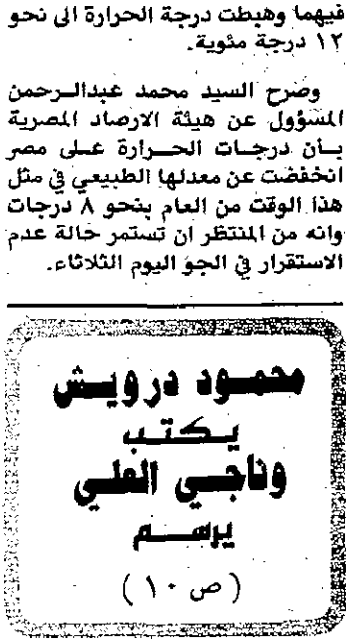 فيهما وهبطت درجة الحرارة الى نحو
١٢ درجة مئوية.
وصرح السيد محمد عبدالرحمن
المسؤول عن هيئة الارصاد المصرية
بأن درجات الحرارة على مصر
انخفضت عن معدلها الطبيعي في مثل
هذا الوقت من العام بنحو ٨ درجات
وانه من المنتظر ان تستمر حالة عدم
الاستقرار في الجو اليوم الثلاثاء.
محمود درويش
يكتب
وناجي العلي
يرسم
(ص ١٠)